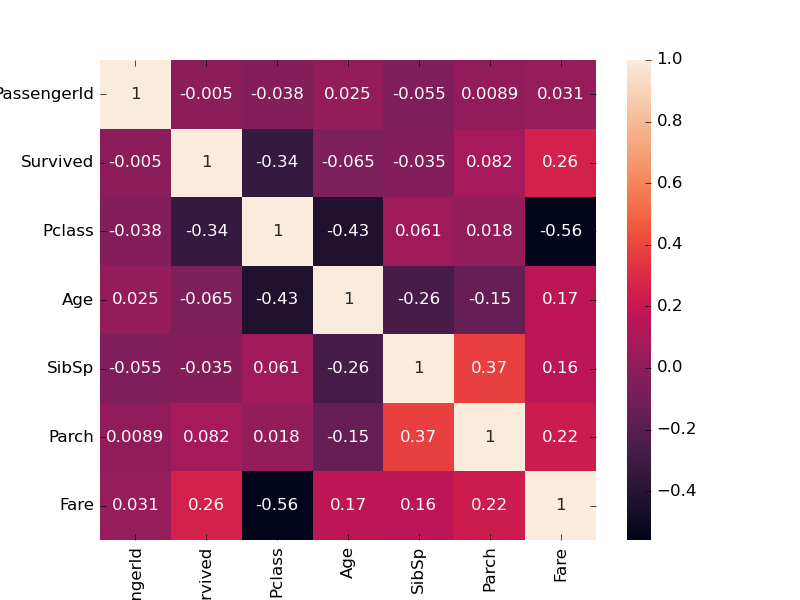 PassengerId 1 -0.005 -0.038 0.025 -0.055 0.0089 0.031
Survived -0.005 1 -0.34 -0.065 -0.035 0.082 0.26
Pclass -0.038 -0.34 1 -0.43 0.061 0.018 -0.56
Age 0.025 -0.065 -0.43 1 -0.26 -0.15 0.17
SibSp -0.055 -0.035 0.061 -0.26 1 0.37 0.16
Parch 0.0089 0.082 0.018 -0.15 0.37 1 0.22
Fare 0.031 0.26 -0.56 0.17 0.16 0.22 1
ngerId rvived Pclass Age SibSp Parch Fare
1.0
0.8
0.6
0.4
0.2
0.0
−0.2
−0.4